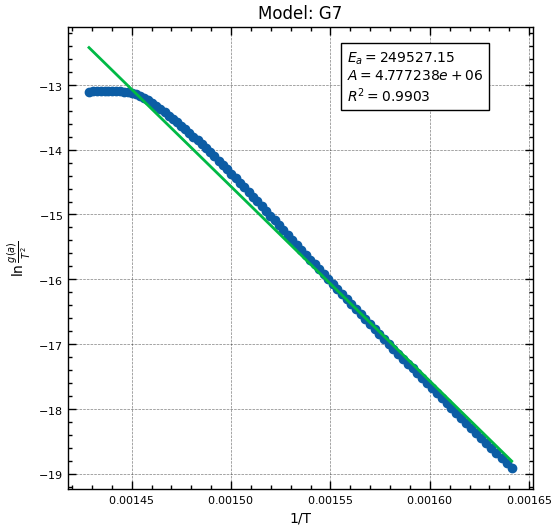 Model: G7
E_a = 249527.15
A = 4.777238e + 06
R^2 = 0.9903
−13
−14
−15
−16
−17
−18
−19
ln g(a)/T^2
0.00145 0.00150 0.00155 0.00160 0.00165
1/T